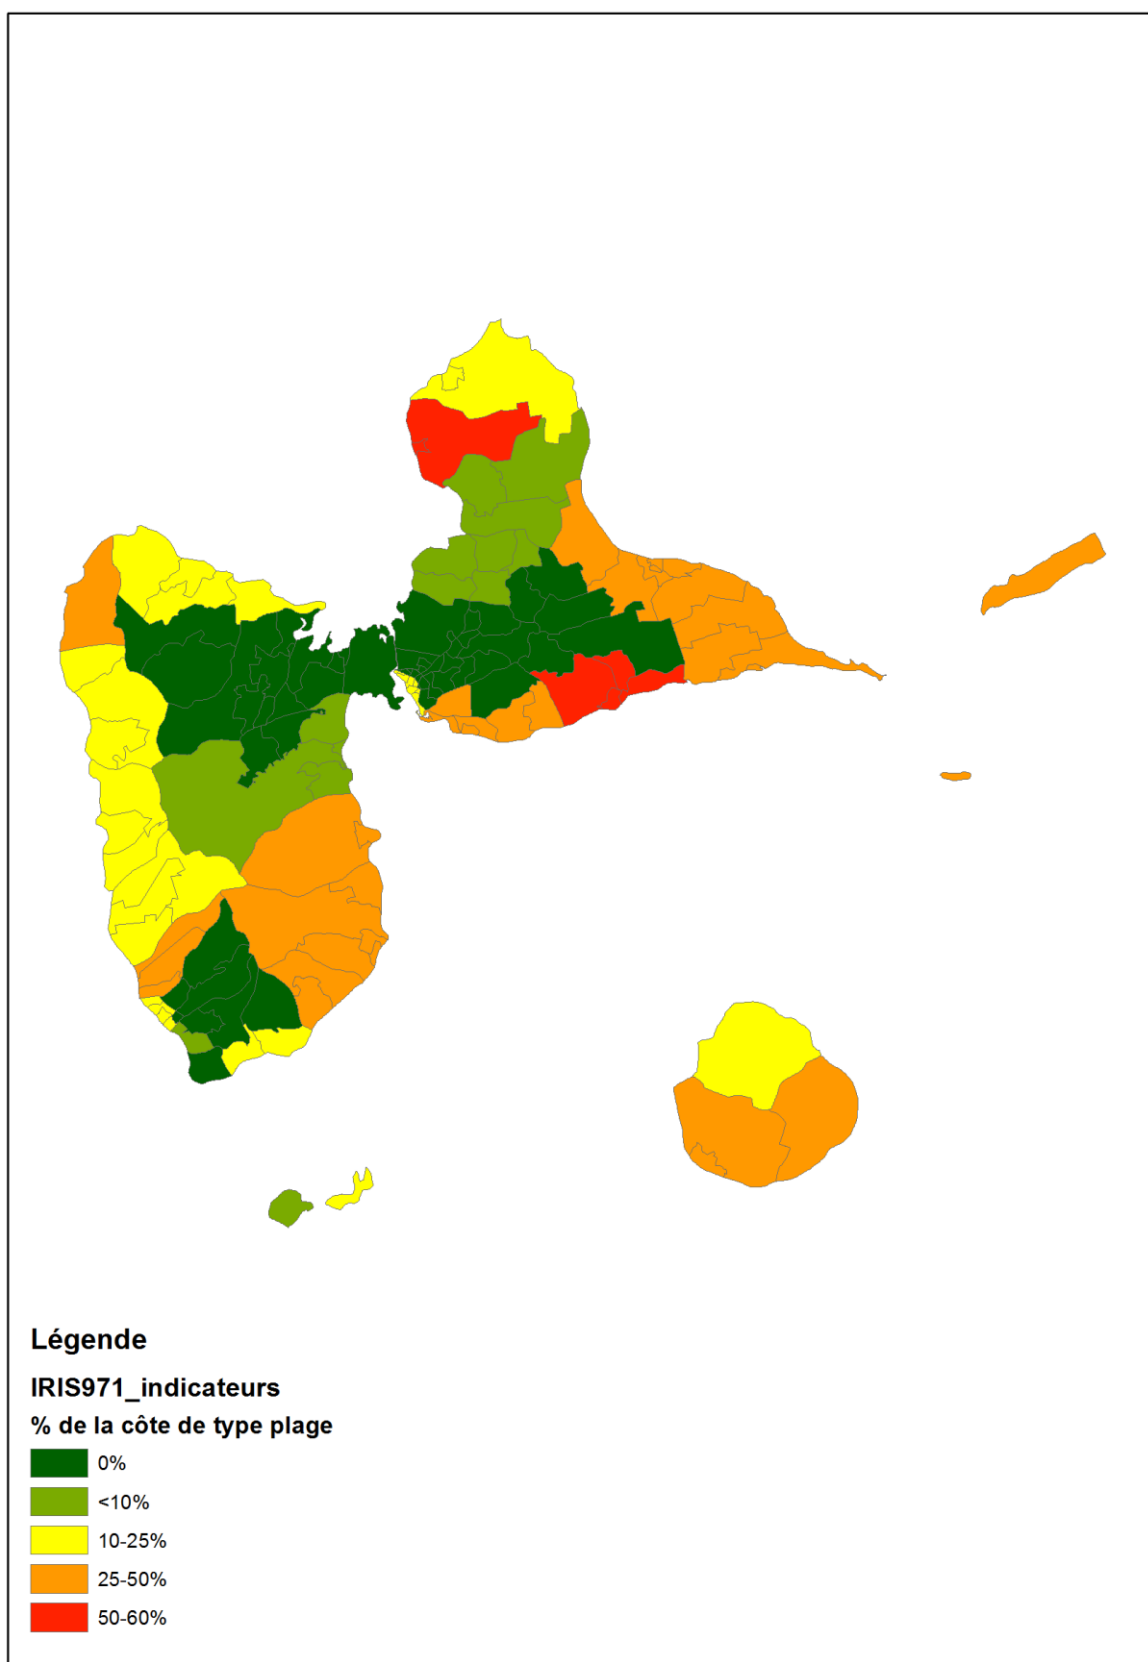 Légende
IRIS971_indicateurs
% de la côte de type plage
0%
<10%
10-25%
25-50%
50-60%